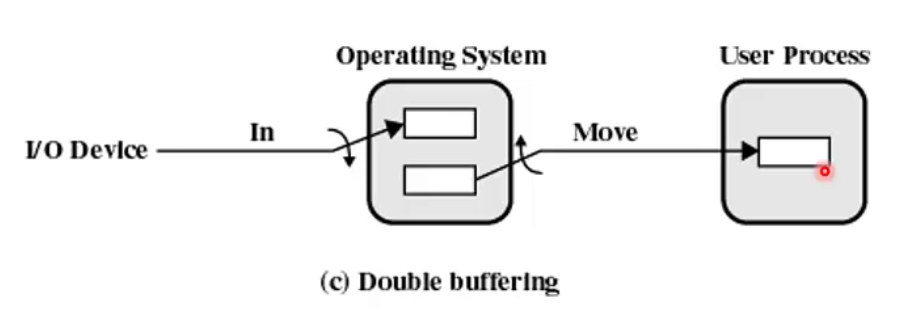 Operating System
User Process
In
Move
I/O Device
(c) Double buffering